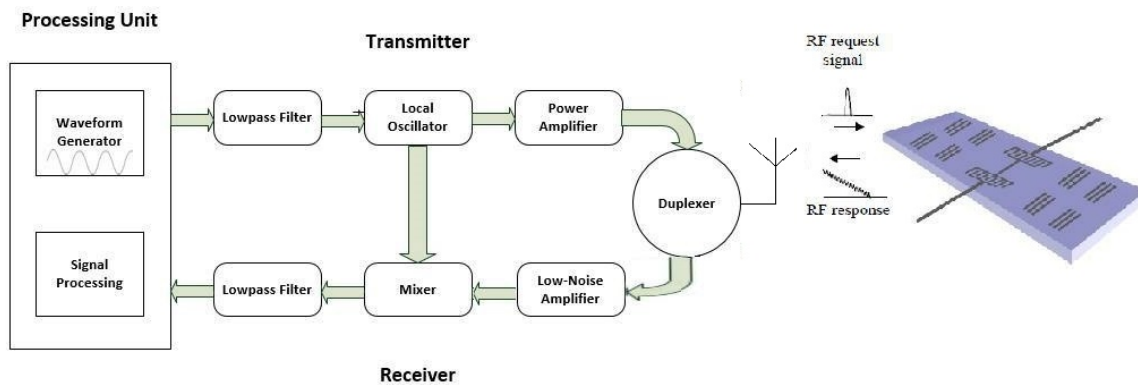 Processing Unit
Transmitter
RF request
signal
Waveform
Generator
Lowpass Filter
Local
Oscillator
Power
Amplifier
Duplexer
RF response
Signal
Processing
Lowpass Filter
Mixer
Low-Noise
Amplifier
Receiver